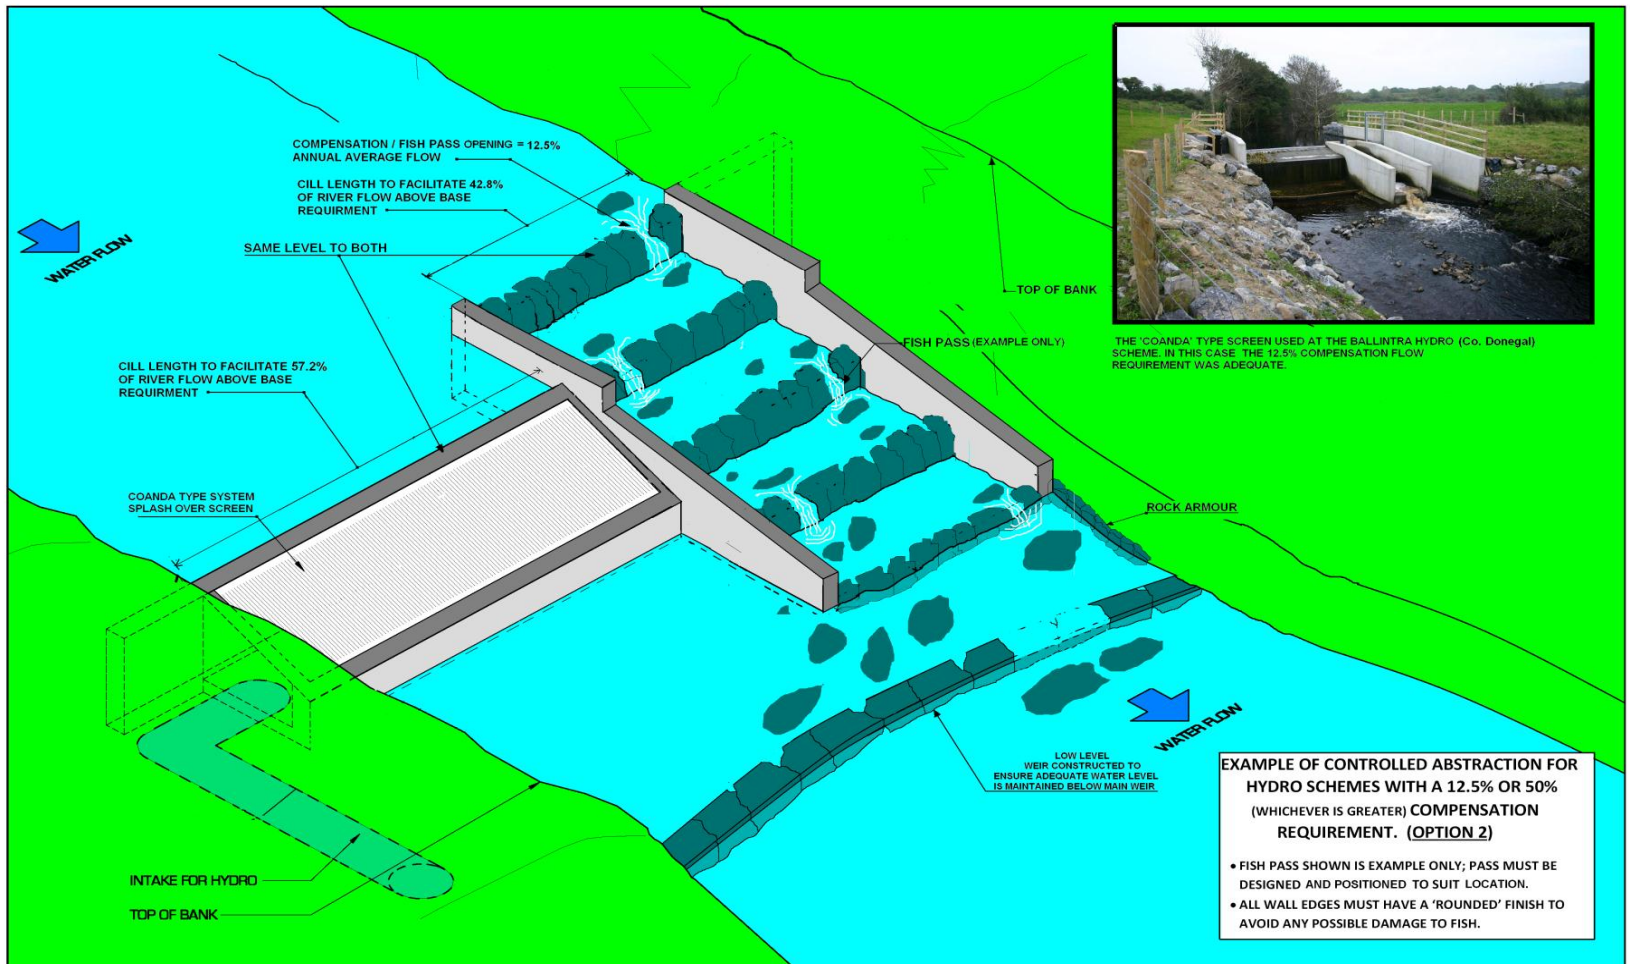 COMPENSATION / FISH PASS OPENING = 12.5%
ANNUAL AVERAGE FLOW
CILL LENGTH TO FACILITATE 42.8%
OF RIVER FLOW ABOVE BASE
REQUIRMENT
SAME LEVEL TO BOTH
WATER FLOW
CILL LENGTH TO FACILITATE 57.2%
OF RIVER FLOW ABOVE BASE
REQUIRMENT
COANDA TYPE SYSTEM
SPLASH OVER SCREEN
TOP OF BANK
FISH PASS (EXAMPLE ONLY)
THE 'COANDA' TYPE SCREEN USED AT THE BALLINTRA HYDRO (Co. Donegal)
SCHEME. IN THIS CASE THE 12.5% COMPENSATION FLOW
REQUIREMENT WAS ADEQUATE.
ROCK ARMOUR
WATER FLOW
LOW LEVEL
WEIR CONSTRUCTED TO
ENSURE ADEQUATE WATER LEVEL
IS MAINTAINED BELOW MAIN WEIR
INTAKE FOR HYDRO
TOP OF BANK
EXAMPLE OF CONTROLLED ABSTRACTION FOR
HYDRO SCHEMES WITH A 12.5% OR 50%
(WHICHEVER IS GREATER) COMPENSATION
REQUIREMENT. (OPTION 2)
• FISH PASS SHOWN IS EXAMPLE ONLY; PASS MUST BE
DESIGNED AND POSITIONED TO SUIT LOCATION.
• ALL WALL EDGES MUST HAVE A ‘ROUNDED’ FINISH TO
AVOID ANY POSSIBLE DAMAGE TO FISH.